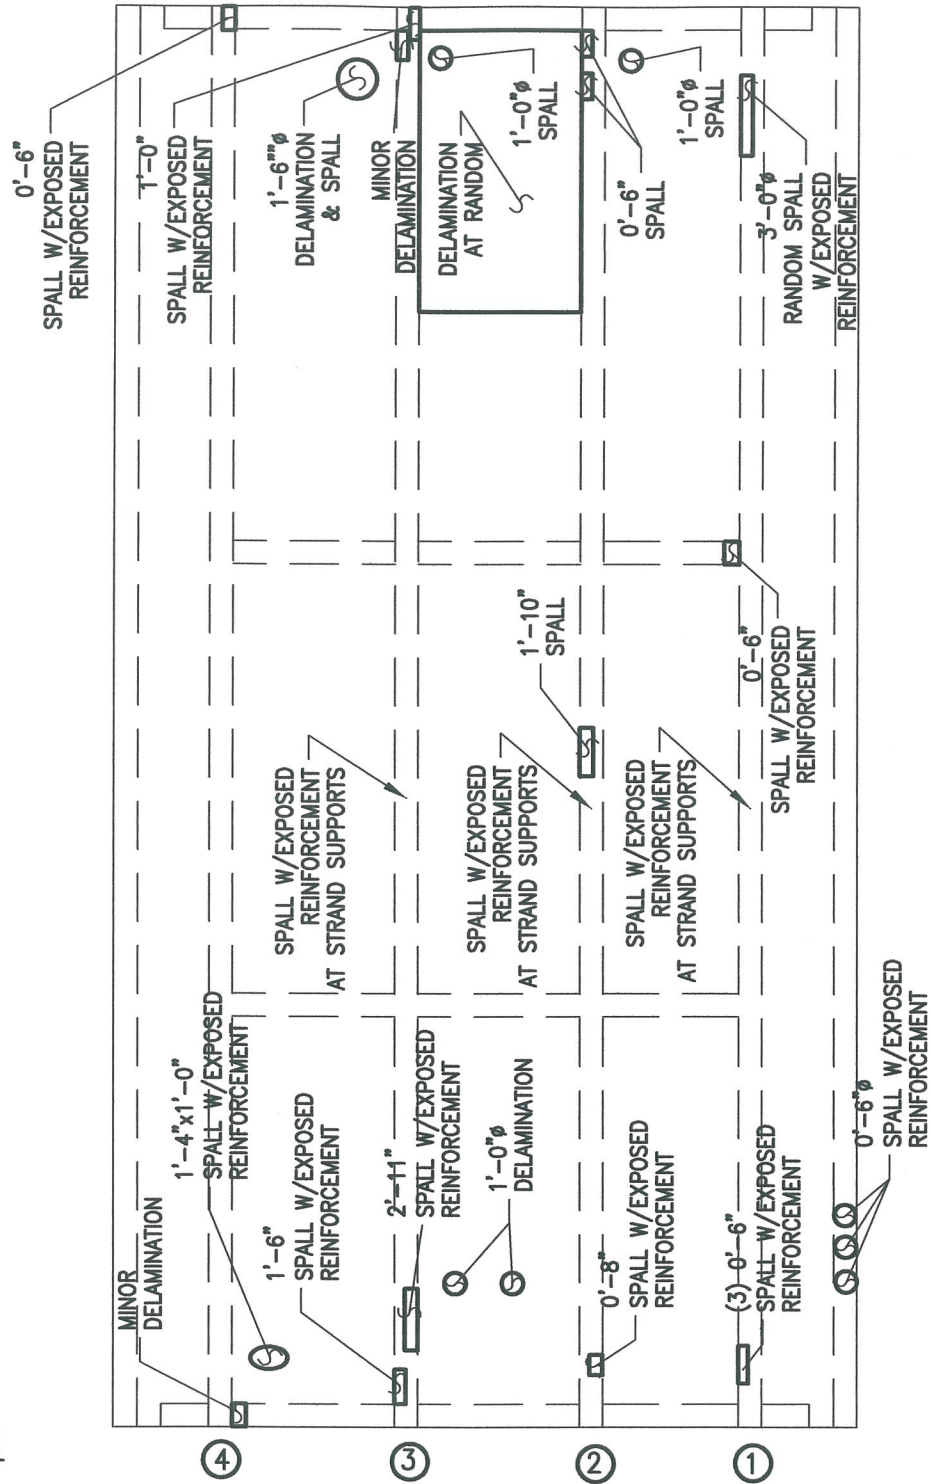 0'-6"
SPALL W/EXPOSED
REINFORCEMENT
1'-0"
SPALL W/EXPOSED
REINFORCEMENT
1'-6""ø
DELAMINATION
& SPALL
MINOR
DELAMINATION
DELAMINATION
AT RANDOM
1'-0"ø
SPALL
0'-6"
SPALL
1'-0"ø
SPALL
3'-0"ø
RANDOM SPALL
W/EXPOSED
REINFORCEMENT
SPALL W/EXPOSED
REINFORCEMENT
AT STRAND SUPPORTS
SPALL W/EXPOSED
REINFORCEMENT
AT STRAND SUPPORTS
1'-10"
SPALL
SPALL W/EXPOSED
REINFORCEMENT
AT STRAND SUPPORTS
0'-6"
SPALL W/EXPOSED
REINFORCEMENT
MINOR
DELAMINATION
1'-4"x1'-0"
SPALL W/EXPOSED
REINFORCEMENT
1'-6"
SPALL W/EXPOSED
REINFORCEMENT
2'-11"
SPALL W/EXPOSED
REINFORCEMENT
1'-0"ø
DELAMINATION
0'-8"
SPALL W/EXPOSED
REINFORCEMENT
(3) 0'-6"
SPALL W/EXPOSED
REINFORCEMENT
0'-6"ø
SPALL W/EXPOSED
REINFORCEMENT
4
3
2
1